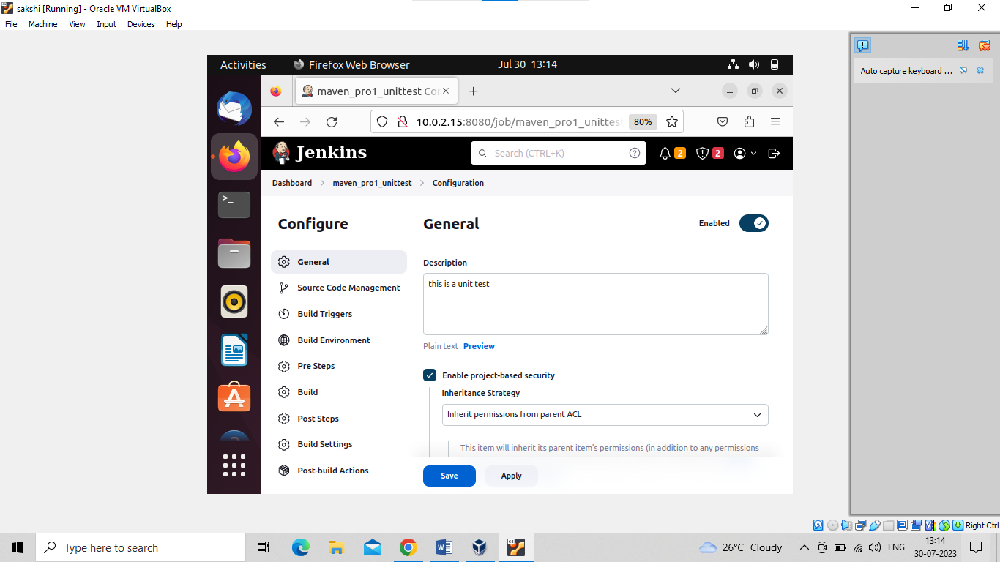 sakshi [Running] - Oracle VM VirtualBox
File Machine View Input Devices Help
Auto capture keyboard ...
Activities Firefox Web Browser Jul 30 13:14
maven_pro1_unittest Con
10.0.2.15:8080/job/maven_pro1_unittest 80%
Jenkins Search (CTRL+K) 2 2
Dashboard maven_pro1_unittest Configuration
Configure
General
Source Code Management
Build Triggers
Build Environment
Pre Steps
Build
Post Steps
Build Settings
Post-build Actions
General Enabled
Description
this is a unit test
Plain text Preview
Enable project-based security
Inheritance Strategy
Inherit permissions from parent ACL
This item will inherit its parent item's permissions (in addition to any permissions
Save Apply
Right Ctrl
Type here to search
26°C Cloudy
ENG
13:14
30-07-2023